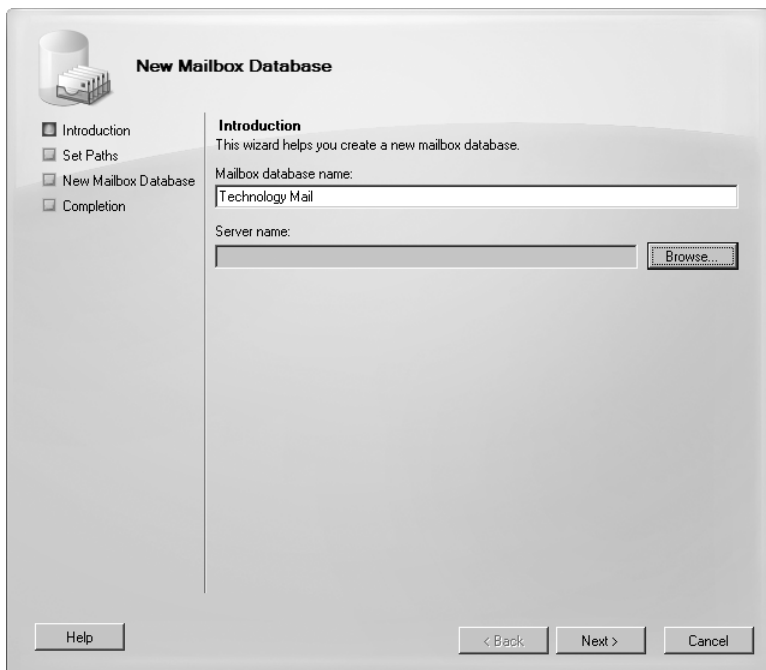 New Mailbox Database
Introduction
Set Paths
New Mailbox Database
Completion
Introduction
This wizard helps you create a new mailbox database.
Mailbox database name:
Technology Mail
Server name:
Browse...
Help
< Back
Next >
Cancel